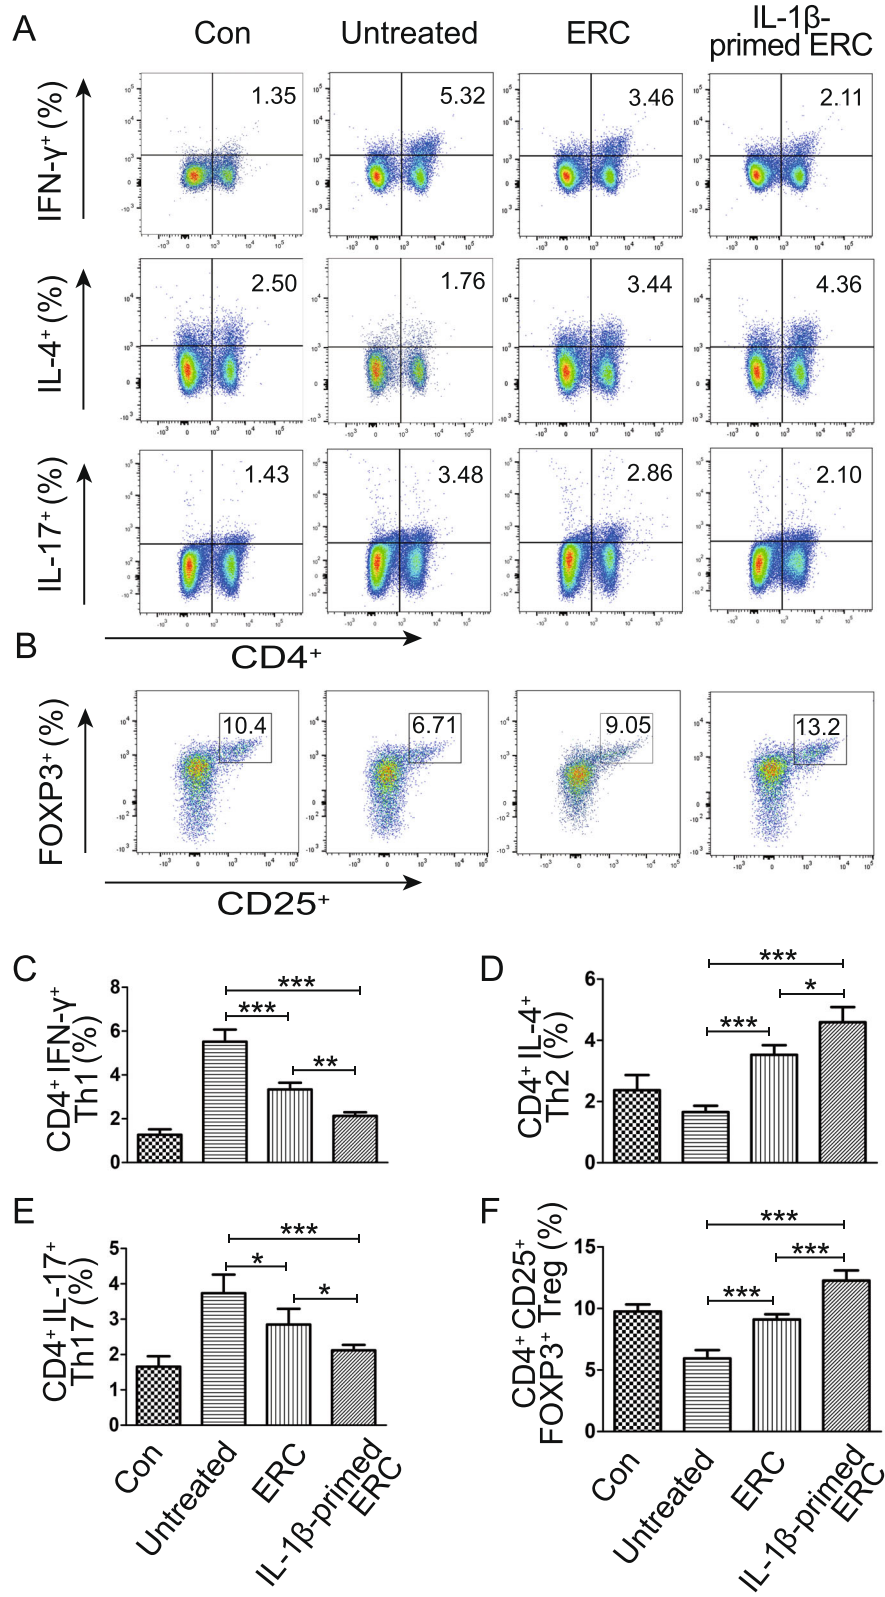 A
Con
Untreated
ERC
IL-1β-
primed ERC
IFN-γ⁺ (%)
1.35
5.32
3.46
2.11
IL-4⁺ (%)
2.50
1.76
3.44
4.36
IL-17⁺ (%)
1.43
3.48
2.86
2.10
CD4⁺
B
FOXP3⁺ (%)
10.4
6.71
9.05
13.2
CD25⁺
C
CD4⁺ IFN-γ⁺
Th1 (%)
8
6
4
2
0
***
***
**
D
CD4⁺ IL-4⁺
Th2 (%)
6
4
2
0
***
*
***
E
CD4⁺ IL-17⁺
Th17 (%)
5
4
3
2
1
0
***
*
*
Con
Untreated
ERC
IL-1β-primed
ERC
F
CD4⁺ CD25⁺
FOXP3⁺ Treg (%)
15
10
5
0
***
***
***
Con
Untreated
ERC
IL-1β-primed
ERC